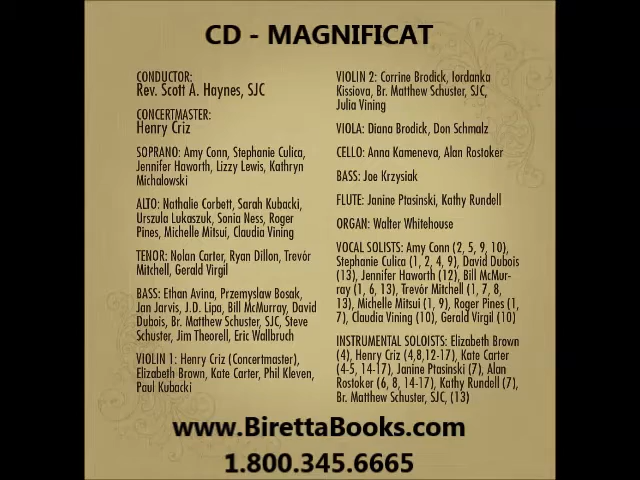 CD - MAGNIFICAT
CONDUCTOR:
Rev. Scott A. Haynes, SJC
CONCERTMASTER:
Henry Criz
SOPRANO: Amy Conn, Stephanie Culica,
Jennifer Haworth, Lizzy Lewis, Kathryn
Michalowski
ALTO: Nathalie Corbett, Sarah Kubacki,
Urszula Lukaszuk, Sonia Ness, Roger
Pines, Michelle Mitsui, Claudia Vining
TENOR: Nolan Carter, Ryan Dillon, Trevór
Mitchell, Gerald Virgil
BASS: Ethan Avina, Przemyslaw Bosak,
Jan Jarvis, J.D. Lipa, Bill McMurray, David
Dubois, Br. Matthew Schuster, SJC, Steve
Schuster, Jim Theorell, Eric Wallbruch
VIOLIN 1: Henry Criz (Concertmaster),
Elizabeth Brown, Kate Carter, Phil Kleven,
Paul Kubacki
VIOLIN 2: Corrine Brodick, Iordanka
Kissiova, Br. Matthew Schuster, SJC,
Julia Vining
VIOLA: Diana Brodick, Don Schmalz
CELLO: Anna Kameneva, Alan Rostoker
BASS: Joe Krzysiak
FLUTE: Janine Ptasinski, Kathy Rundell
ORGAN: Walter Whitehouse
VOCAL SOLISTS: Amy Conn (2, 5, 9, 10),
Stephanie Culica (1, 2, 4, 9), David Dubois
(13), Jennifer Haworth (12), Bill McMur-
ray (1, 6, 13), Trevór Mitchell (1, 7, 8,
13), Michelle Mitsui (1, 9), Roger Pines (1,
7), Claudia Vining (10), Gerald Virgil (10)
INSTRUMENTAL SOLOISTS: Elizabeth Brown
(4), Henry Criz (4,8,12-17), Kate Carter
(4-5, 14-17), Janine Ptasinski (7), Alan
Rostoker (6, 8, 14-17), Kathy Rundell (7),
Br. Matthew Schuster, SJC, (13)
www.BirettaBooks.com
1.800.345.6665